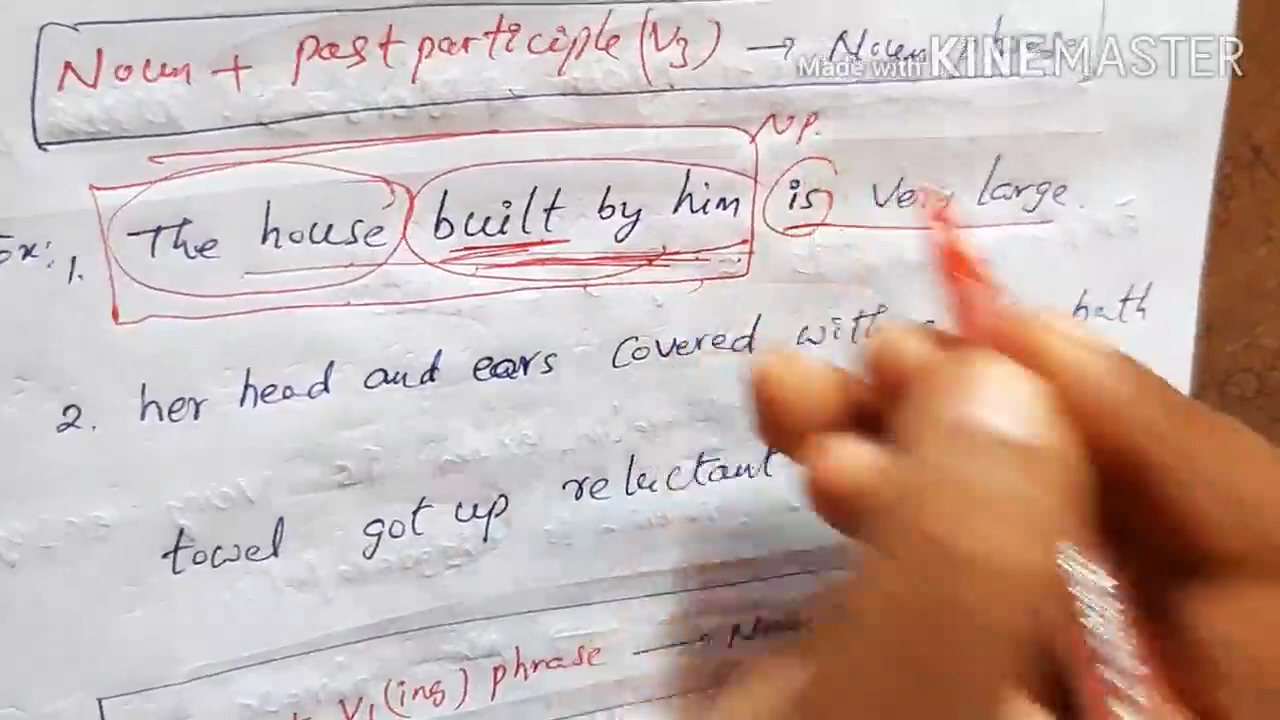 Noun + past participle (V3) → Noun
Made with KINEMASTER
NP.
Ex: 1. The house built by him is very large.
2. her head and ears covered with bath
towel got up reluctant
V1 (ing) phrase →